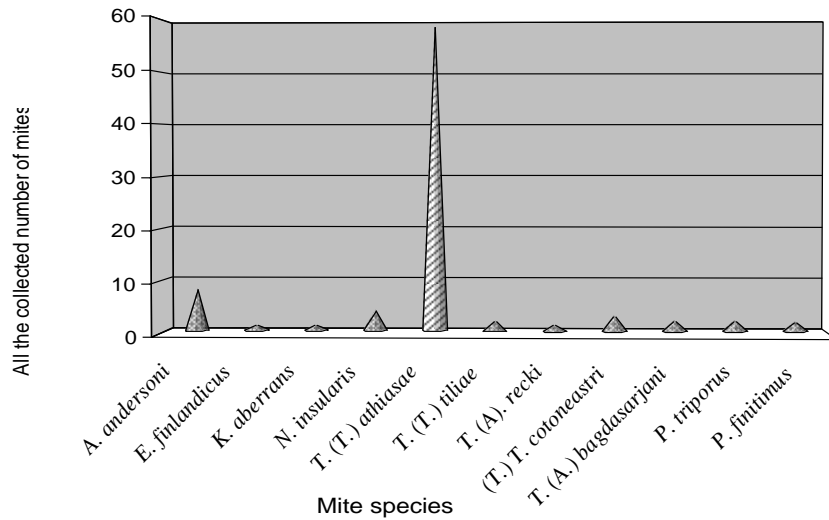 60
50
40
30
20
10
0
All the collected number of mites
A. andersoni
E. finlandicus
K. aberrans
N. insularis
T. (T.) athiasae
T. (T.) tiliae
T. (A). recki
(T.) T. cotoneastri
T. (A.) bagdasarjani
P. triporus
P. finitimus
Mite species